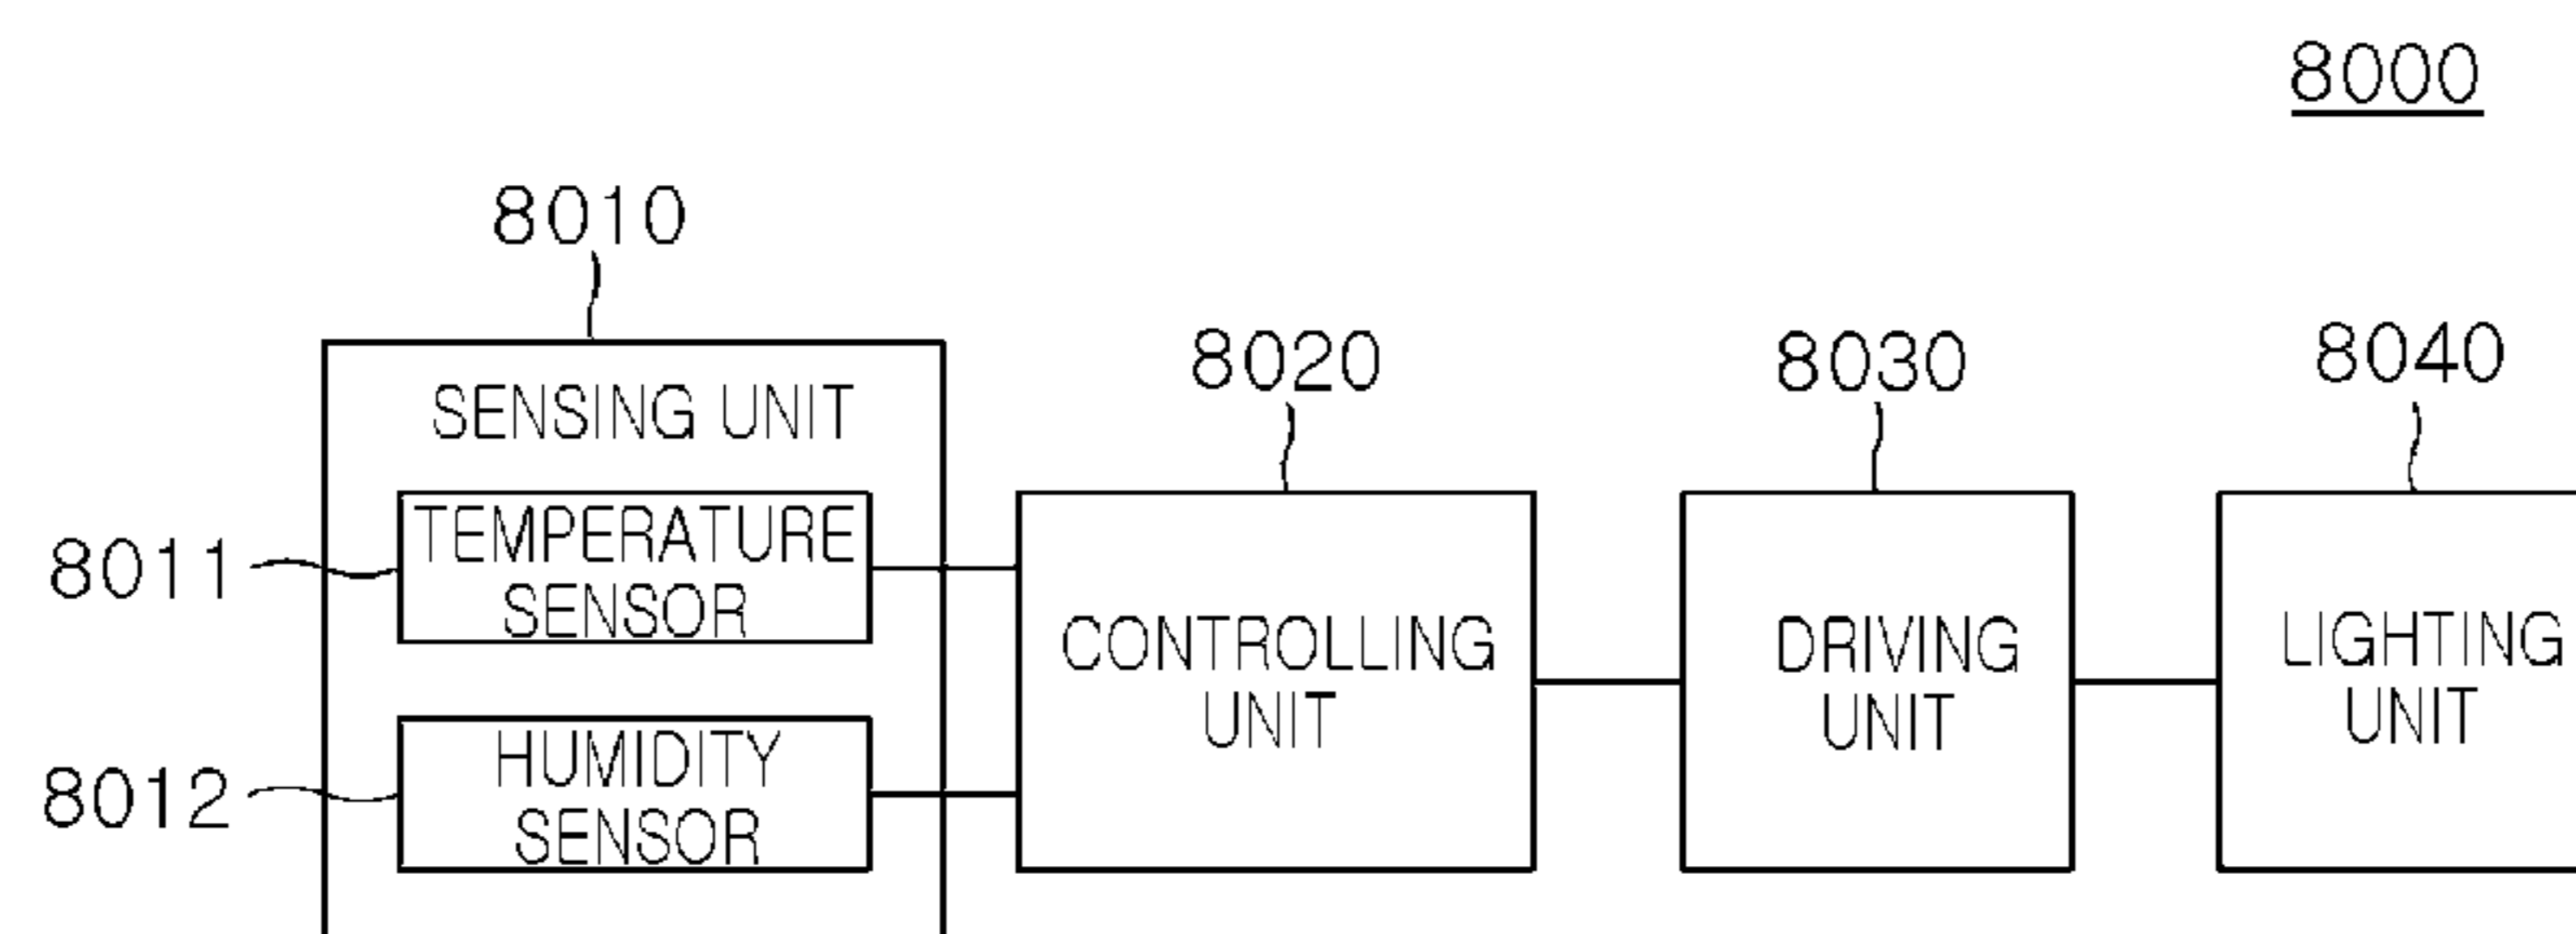 8000
8010
SENSING UNIT
8020
8030
8040
8011
TEMPERATURE
SENSOR
CONTROLLING
UNIT
DRIVING
UNIT
LIGHTING
UNIT
8012
HUMIDITY
SENSOR